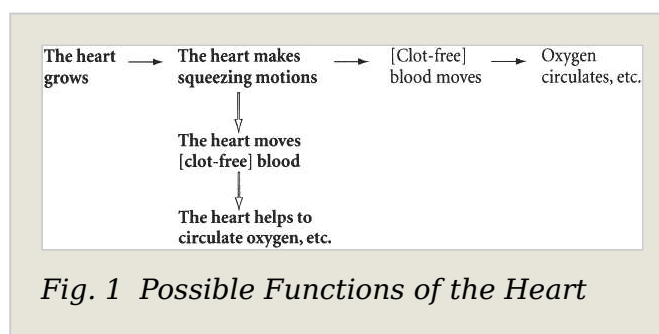 The heart grows
The heart makes squeezing motions
[Clot-free] blood moves
Oxygen circulates, etc.
The heart moves
[clot-free] blood
The heart helps to
circulate oxygen, etc.
Fig. 1 Possible Functions of the Heart